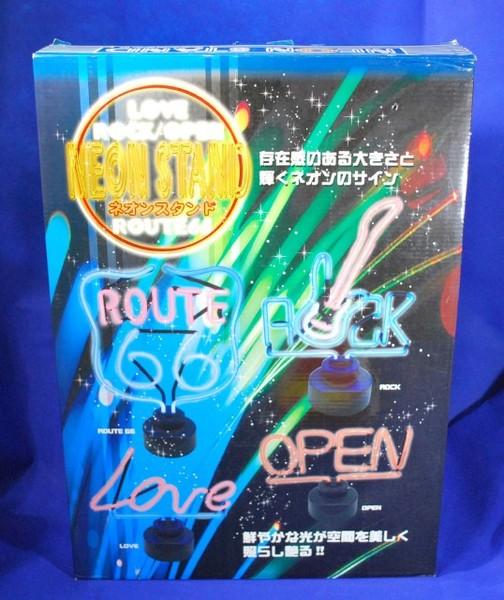 NEON STAND
LOVE
ROCK/OPEN
NEON STAND
ネオンスタンド
ROUTE66
存在感のある大きさと
輝くネオンのサイン
ROUTE
66
ROUTE 66
ROCK
ROCK
Love
LOVE
OPEN
OPEN
鮮やかな光が空間を美しく
照らし魅る!!